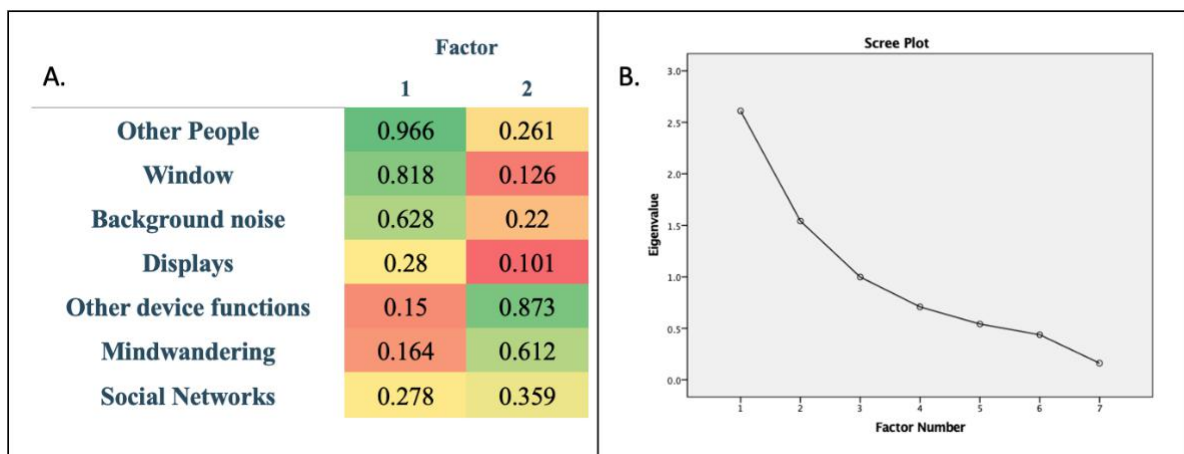 A.
Factor
1 2
Other People 0.966 0.261
Window 0.818 0.126
Background noise 0.628 0.22
Displays 0.28 0.101
Other device functions 0.15 0.873
Mindwandering 0.164 0.612
Social Networks 0.278 0.359
B.
Scree Plot
Eigenvalue
3.0
2.5
2.0
1.5
1.0
0.5
0.0
1 2 3 4 5 6 7
Factor Number